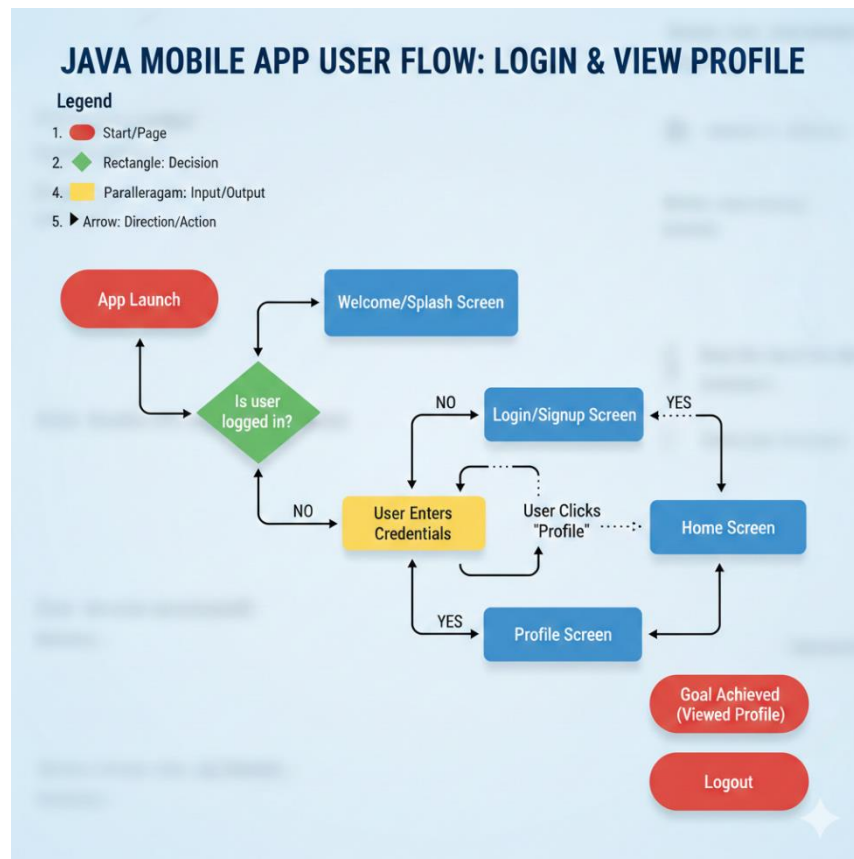 JAVA MOBILE APP USER FLOW: LOGIN & VIEW PROFILE
Legend
1. Start/Page
2. Rectangle: Decision
4. Paralleragam: Input/Output
5. Arrow: Direction/Action
App Launch
Welcome/Splash Screen
Is user
logged in?
NO
Login/Signup Screen
YES
NO
User Enters
Credentials
User Clicks
"Profile"
Home Screen
YES
Profile Screen
Goal Achieved
(Viewed Profile)
Logout